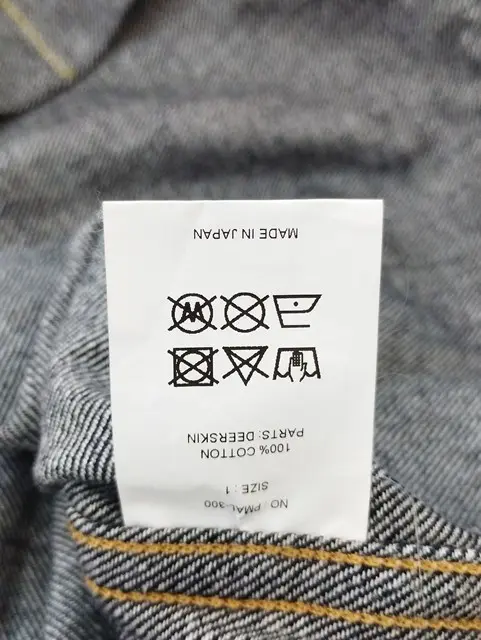 NO. PMAL-300
SIZE : 1
100% COTTON
PARTS: DEERSKIN
W
MADE IN JAPAN